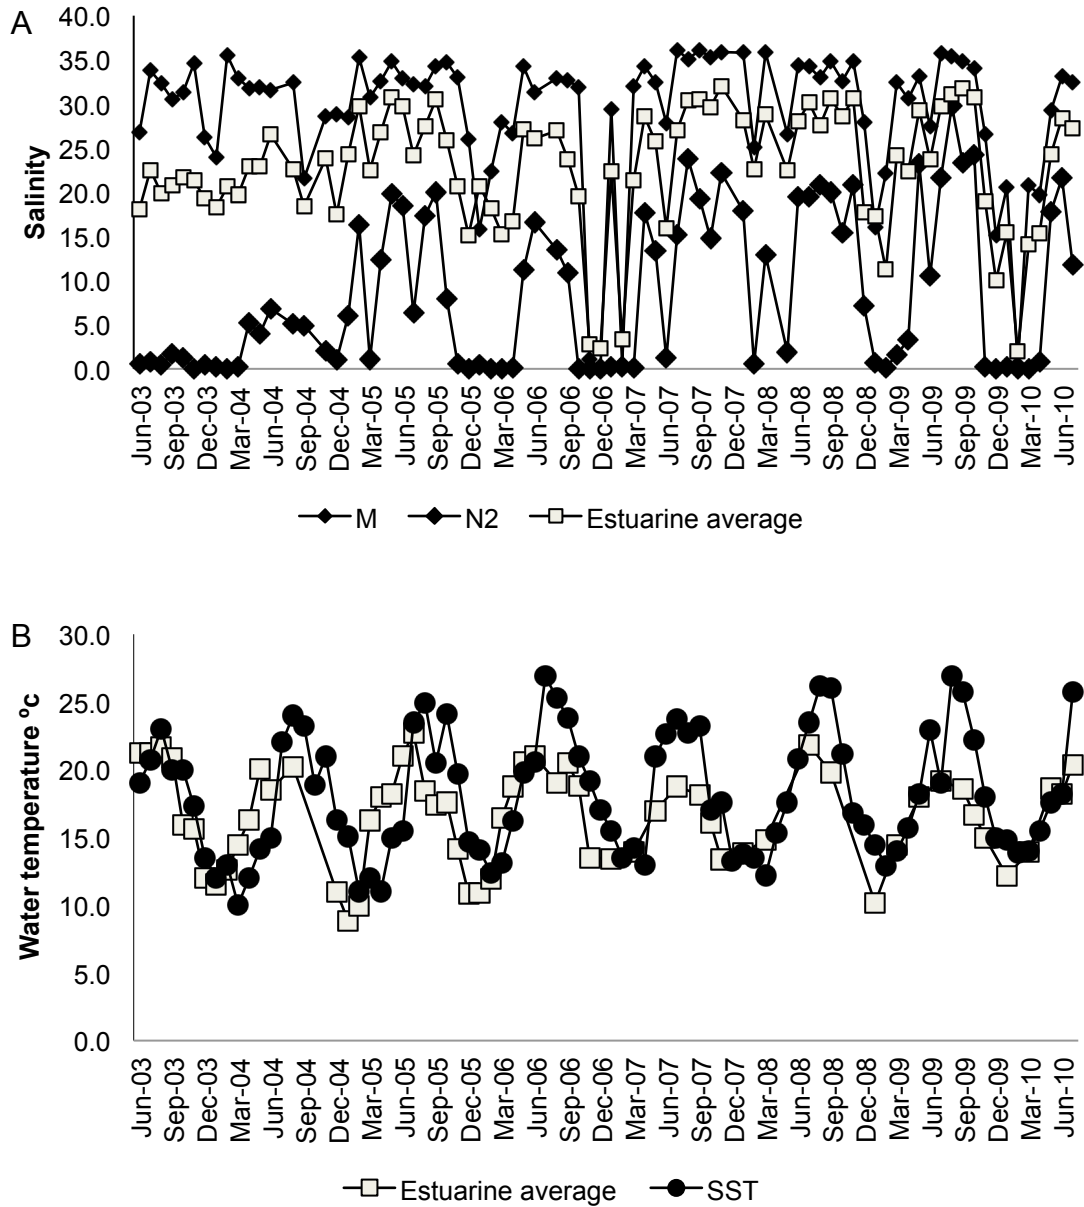 A
40.0
35.0
30.0
25.0
20.0
15.0
10.0
5.0
0.0
Salinity
Jun-03 Sep-03 Dec-03 Mar-04 Jun-04 Sep-04 Dec-04 Mar-05 Jun-05 Sep-05 Dec-05 Mar-06 Jun-06 Sep-06 Dec-06 Mar-07 Jun-07 Sep-07 Dec-07 Mar-08 Jun-08 Sep-08 Dec-08 Mar-09 Jun-09 Sep-09 Dec-09 Mar-10 Jun-10
M N2 Estuarine average
B
30.0
25.0
20.0
15.0
10.0
5.0
0.0
Water temperature ºc
Jun-03 Sep-03 Dec-03 Mar-04 Jun-04 Sep-04 Dec-04 Mar-05 Jun-05 Sep-05 Dec-05 Mar-06 Jun-06 Sep-06 Dec-06 Mar-07 Jun-07 Sep-07 Dec-07 Mar-08 Jun-08 Sep-08 Dec-08 Mar-09 Jun-09 Sep-09 Dec-09 Mar-10 Jun-10
Estuarine average SST